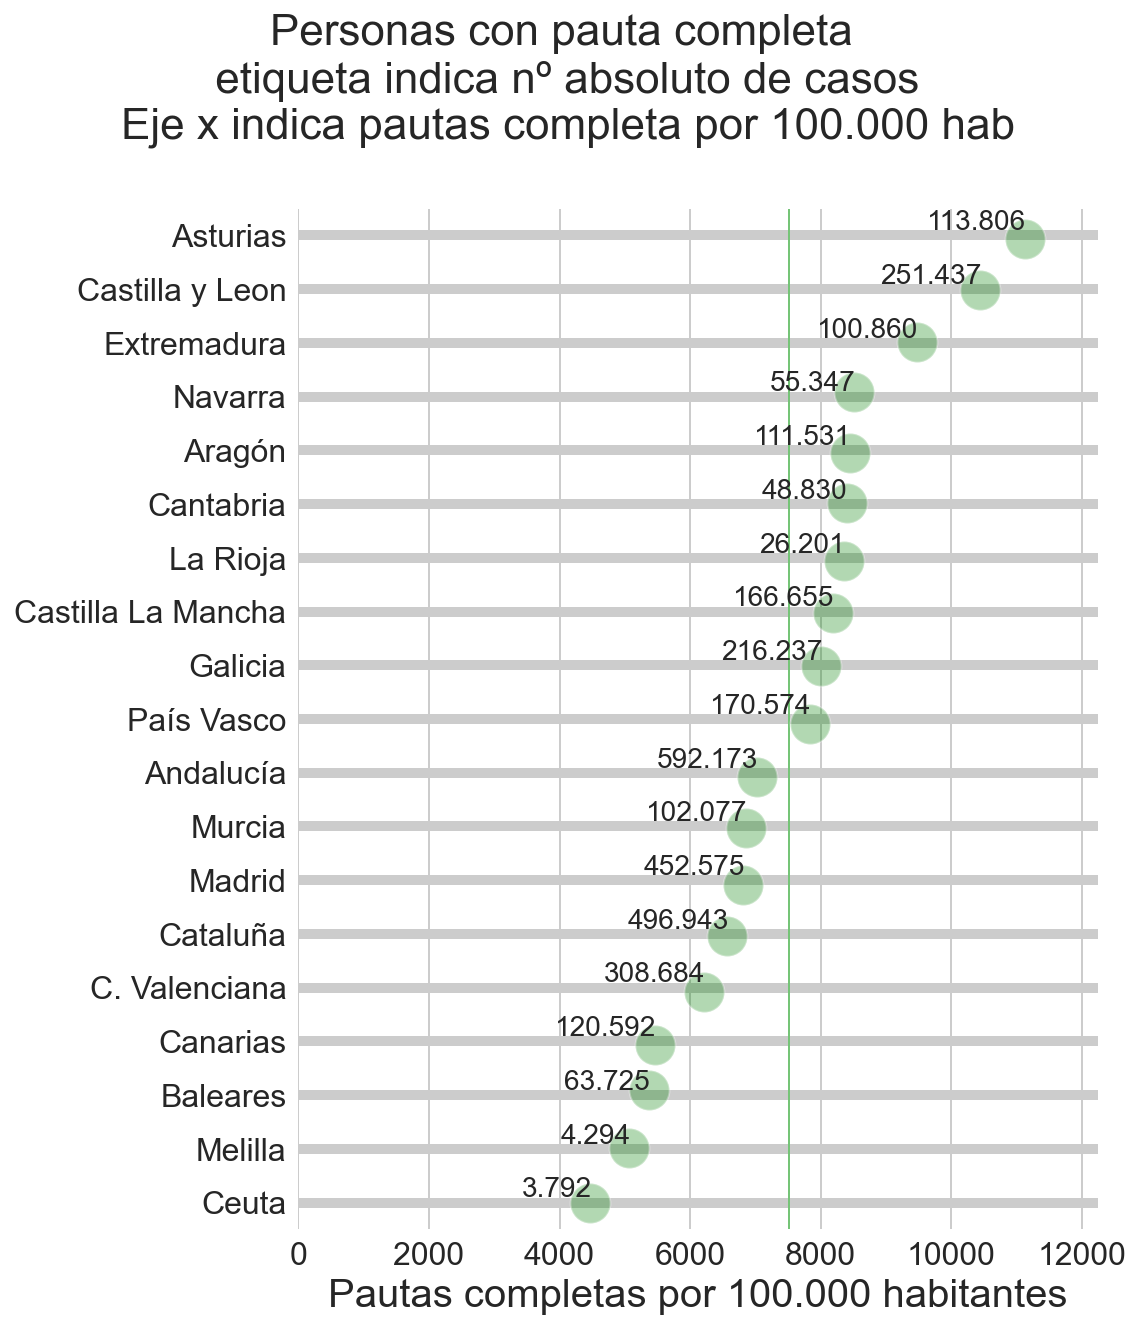 Personas con pauta completa
etiqueta indica nº absoluto de casos
Eje x indica pautas completa por 100.000 hab
Asturias 113.806
Castilla y Leon 251.437
Extremadura 100.860
Navarra 55.347
Aragón 111.531
Cantabria 48.830
La Rioja 26.201
Castilla La Mancha 166.655
Galicia 216.237
País Vasco 170.574
Andalucía 592.173
Murcia 102.077
Madrid 452.575
Cataluña 496.943
C. Valenciana 308.684
Canarias 120.592
Baleares 63.725
Melilla 4.294
Ceuta 3.792
0 2000 4000 6000 8000 10000 12000
Pautas completas por 100.000 habitantes